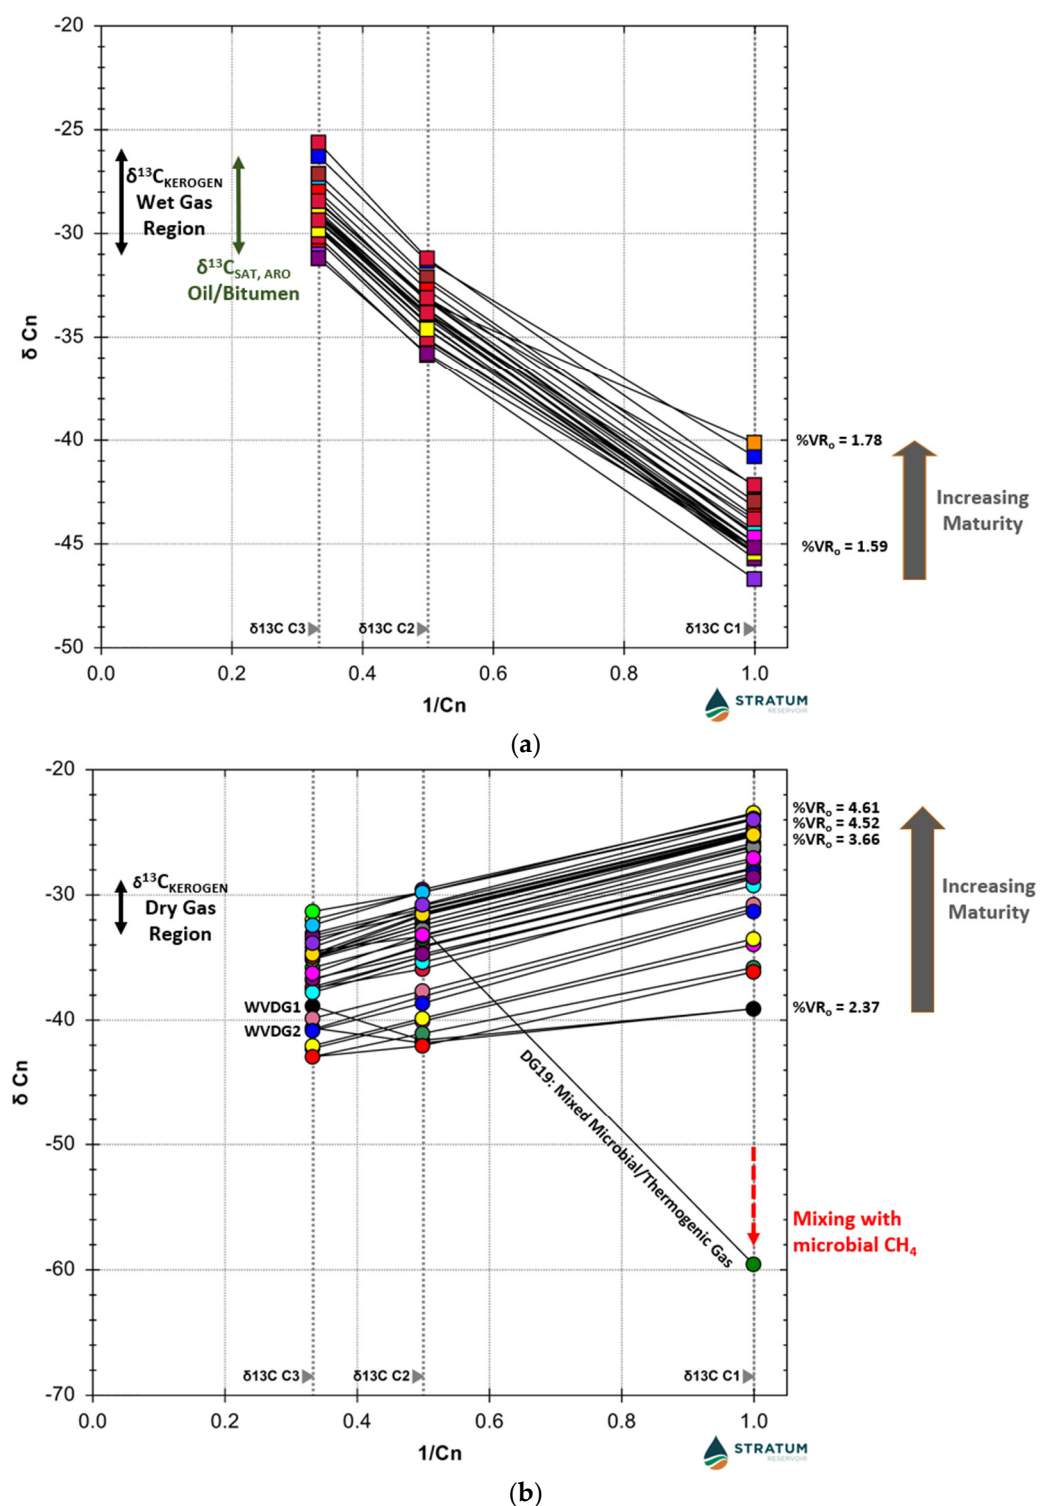 -20
-25
-30
-35
-40
-45
-50
δ Cn
δ¹³C_KEROGEN
Wet Gas
Region
δ¹³C_SAT, ARO
Oil/Bitumen
%VRₒ = 1.78
%VRₒ = 1.59
Increasing
Maturity
δ13C C3
δ13C C2
δ13C C1
0.0 0.2 0.4 0.6 0.8 1.0
1/Cn
STRATUM
RESERVOIR
(a)
-20
-30
-40
-50
-60
-70
δ Cn
δ¹³C_KEROGEN
Dry Gas
Region
WVDG1
WVDG2
DG19: Mixed Microbial/Thermogenic Gas
%VRₒ = 4.61
%VRₒ = 4.52
%VRₒ = 3.66
%VRₒ = 2.37
Increasing
Maturity
Mixing with
microbial CH₄
δ13C C3
δ13C C2
δ13C C1
0.0 0.2 0.4 0.6 0.8 1.0
1/Cn
STRATUM
RESERVOIR
(b)